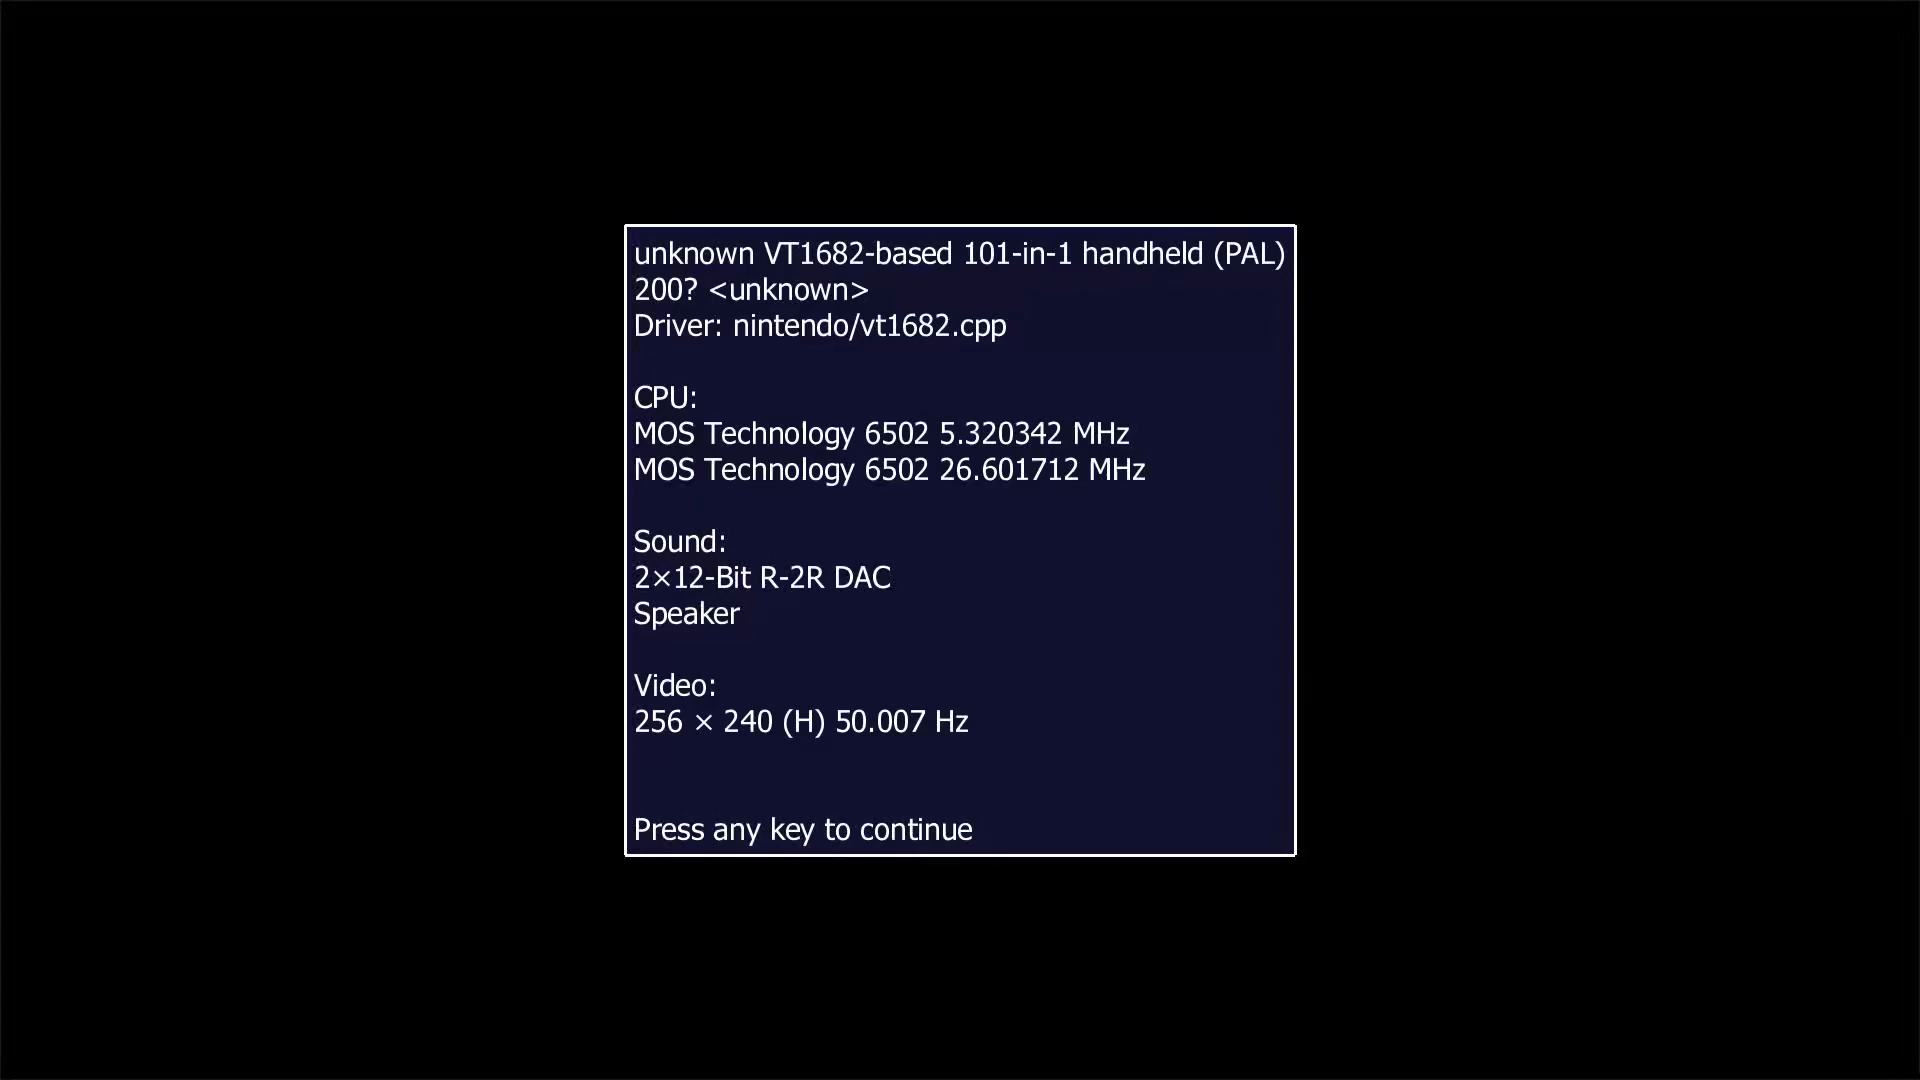 unknown VT1682-based 101-in-1 handheld (PAL)
200? <unknown>
Driver: nintendo/vt1682.cpp
CPU:
MOS Technology 6502 5.320342 MHz
MOS Technology 6502 26.601712 MHz
Sound:
2×12-Bit R-2R DAC
Speaker
Video:
256 × 240 (H) 50.007 Hz
Press any key to continue